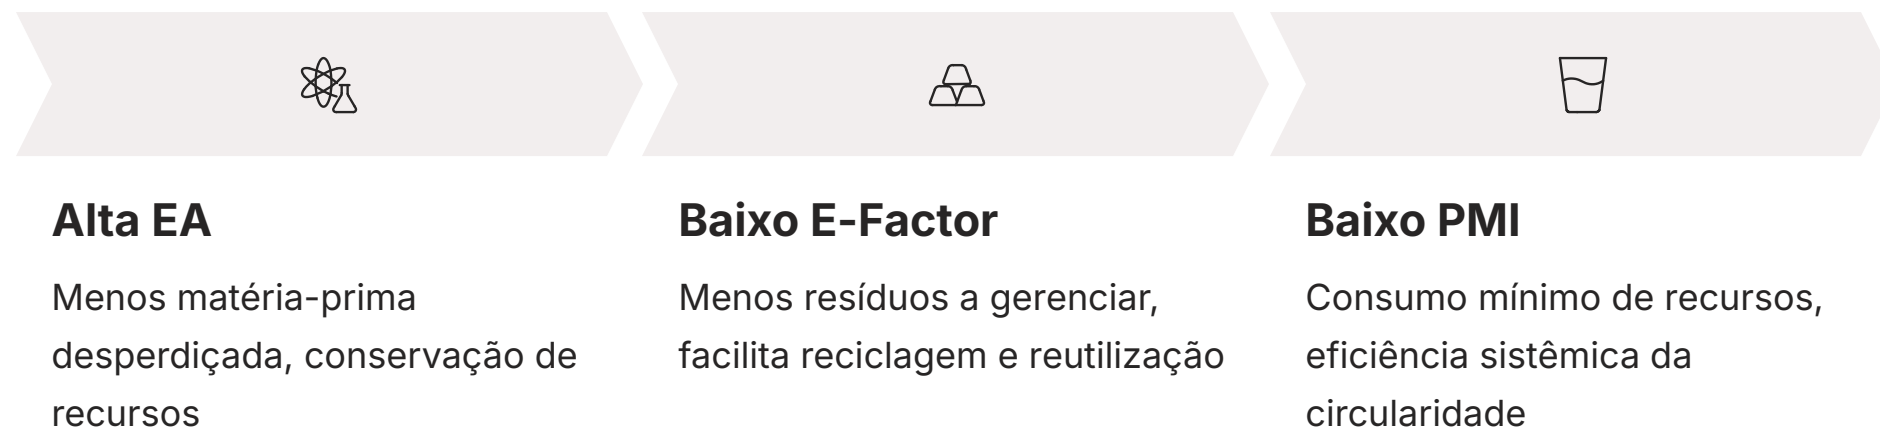 Alta EA
Menos matéria-prima
desperdiçada, conservação de
recursos
Baixo E-Factor
Menos resíduos a gerenciar,
facilita reciclagem e reutilização
Baixo PMI
Consumo mínimo de recursos,
eficiência sistêmica da
circularidade